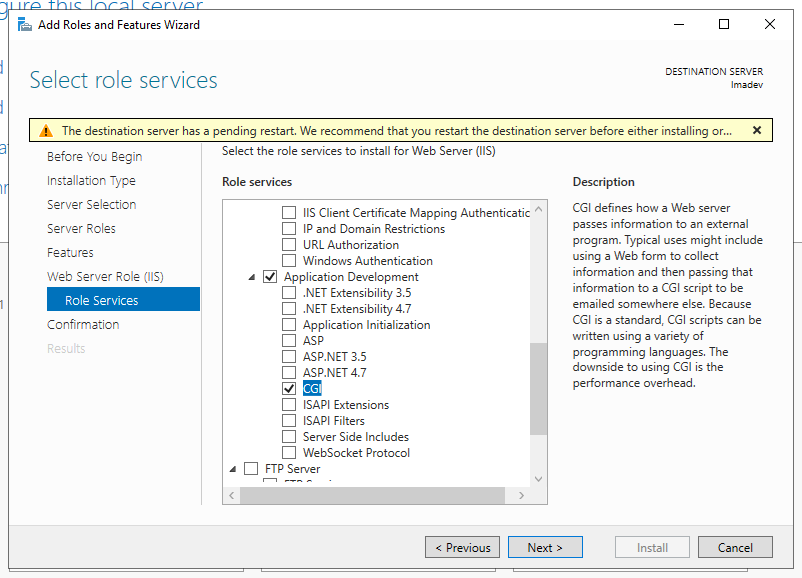 gure this local server
Add Roles and Features Wizard
Select role services
DESTINATION SERVER
lmadev
The destination server has a pending restart. We recommend that you restart the destination server before either installing or...
Before You Begin
Installation Type
Server Selection
Server Roles
Features
Web Server Role (IIS)
Role Services
Confirmation
Results
Select the role services to install for Web Server (IIS)
Role services
IIS Client Certificate Mapping Authenticatic
IP and Domain Restrictions
URL Authorization
Windows Authentication
Application Development
.NET Extensibility 3.5
.NET Extensibility 4.7
Application Initialization
ASP
ASP.NET 3.5
ASP.NET 4.7
CGI
ISAPI Extensions
ISAPI Filters
Server Side Includes
WebSocket Protocol
FTP Server
Description
CGI defines how a Web server
passes information to an external
program. Typical uses might include
using a Web form to collect
information and then passing that
information to a CGI script to be
emailed somewhere else. Because
CGI is a standard, CGI scripts can be
written using a variety of
programming languages. The
downside to using CGI is the
performance overhead.
< Previous
Next >
Install
Cancel